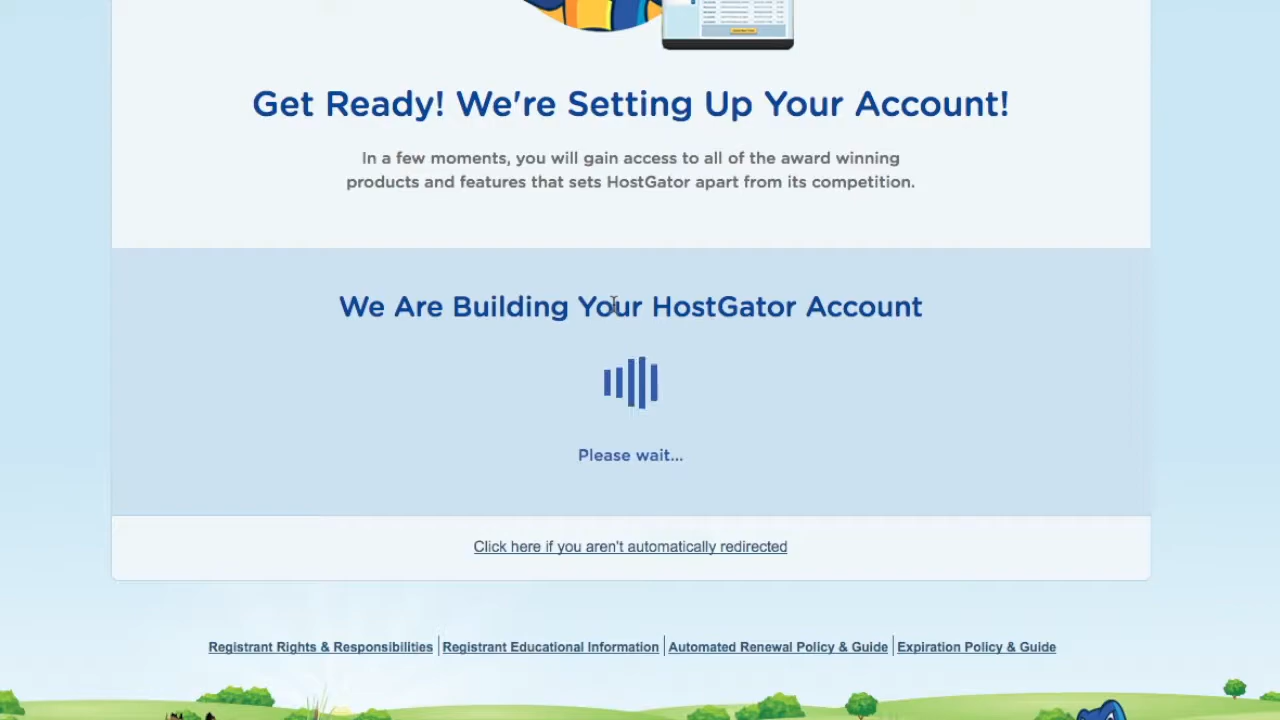 Get Ready! We're Setting Up Your Account!
In a few moments, you will gain access to all of the award winning
products and features that sets HostGator apart from its competition.
We Are Building Your HostGator Account
Please wait...
Click here if you aren't automatically redirected
Registrant Rights & Responsibilities | Registrant Educational Information | Automated Renewal Policy & Guide | Expiration Policy & Guide